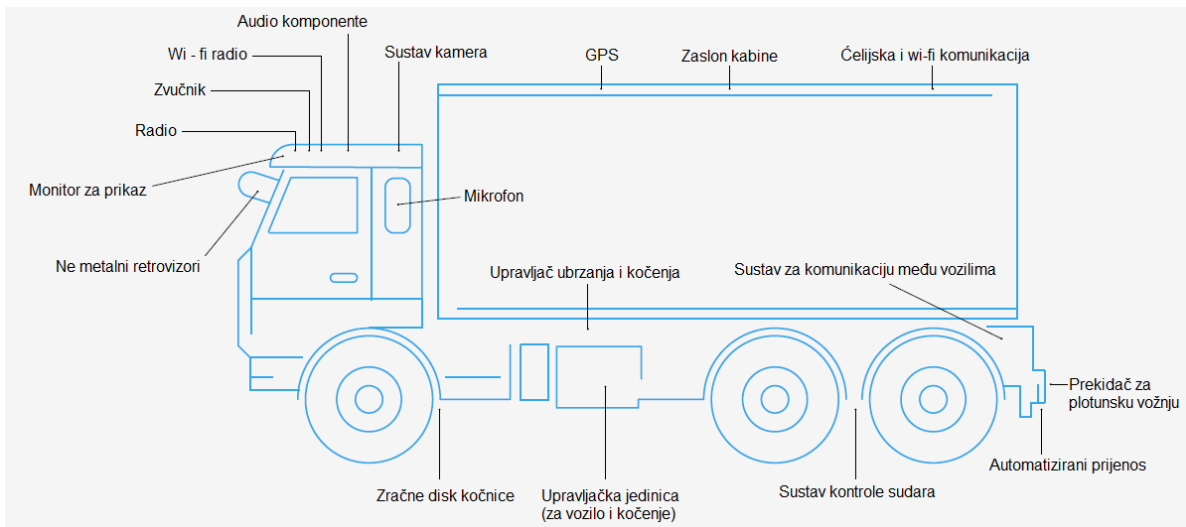 Audio komponente
Wi - fi radio
Sustav kamera
GPS
Zaslon kabine
Ćelijska i wi-fi komunikacija
Zvučnik
Radio
Monitor za prikaz
Mikrofon
Ne metalni retrovizori
Upravljač ubrzanja i kočenja
Sustav za komunikaciju među vozilima
Prekidač za
plotunsku vožnju
Automatizirani prijenos
Zračne disk kočnice
Upravljačka jedinica
(za vozilo i kočenje)
Sustav kontrole sudara